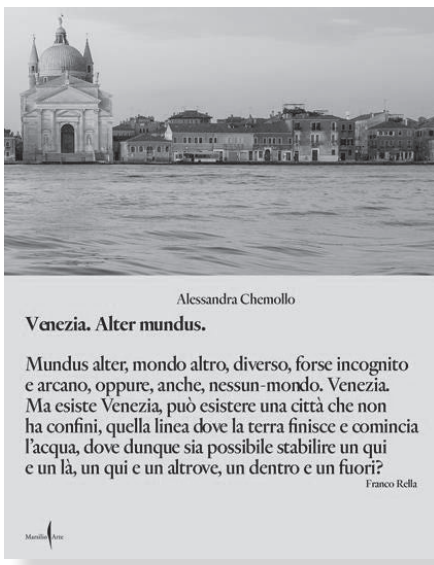 Alessandra Chemollo
Venezia. Alter mundus.
Mundus alter, mondo altro, diverso, forse incognito
e arcano, oppure, anche, nessun-mondo. Venezia.
Ma esiste Venezia, può esistere una città che non
ha confini, quella linea dove la terra finisce e comincia
l’acqua, dove dunque sia possibile stabilire un qui
e un là, un qui e un altrove, un dentro e un fuori?
Franco Rella
Marsilio Arte